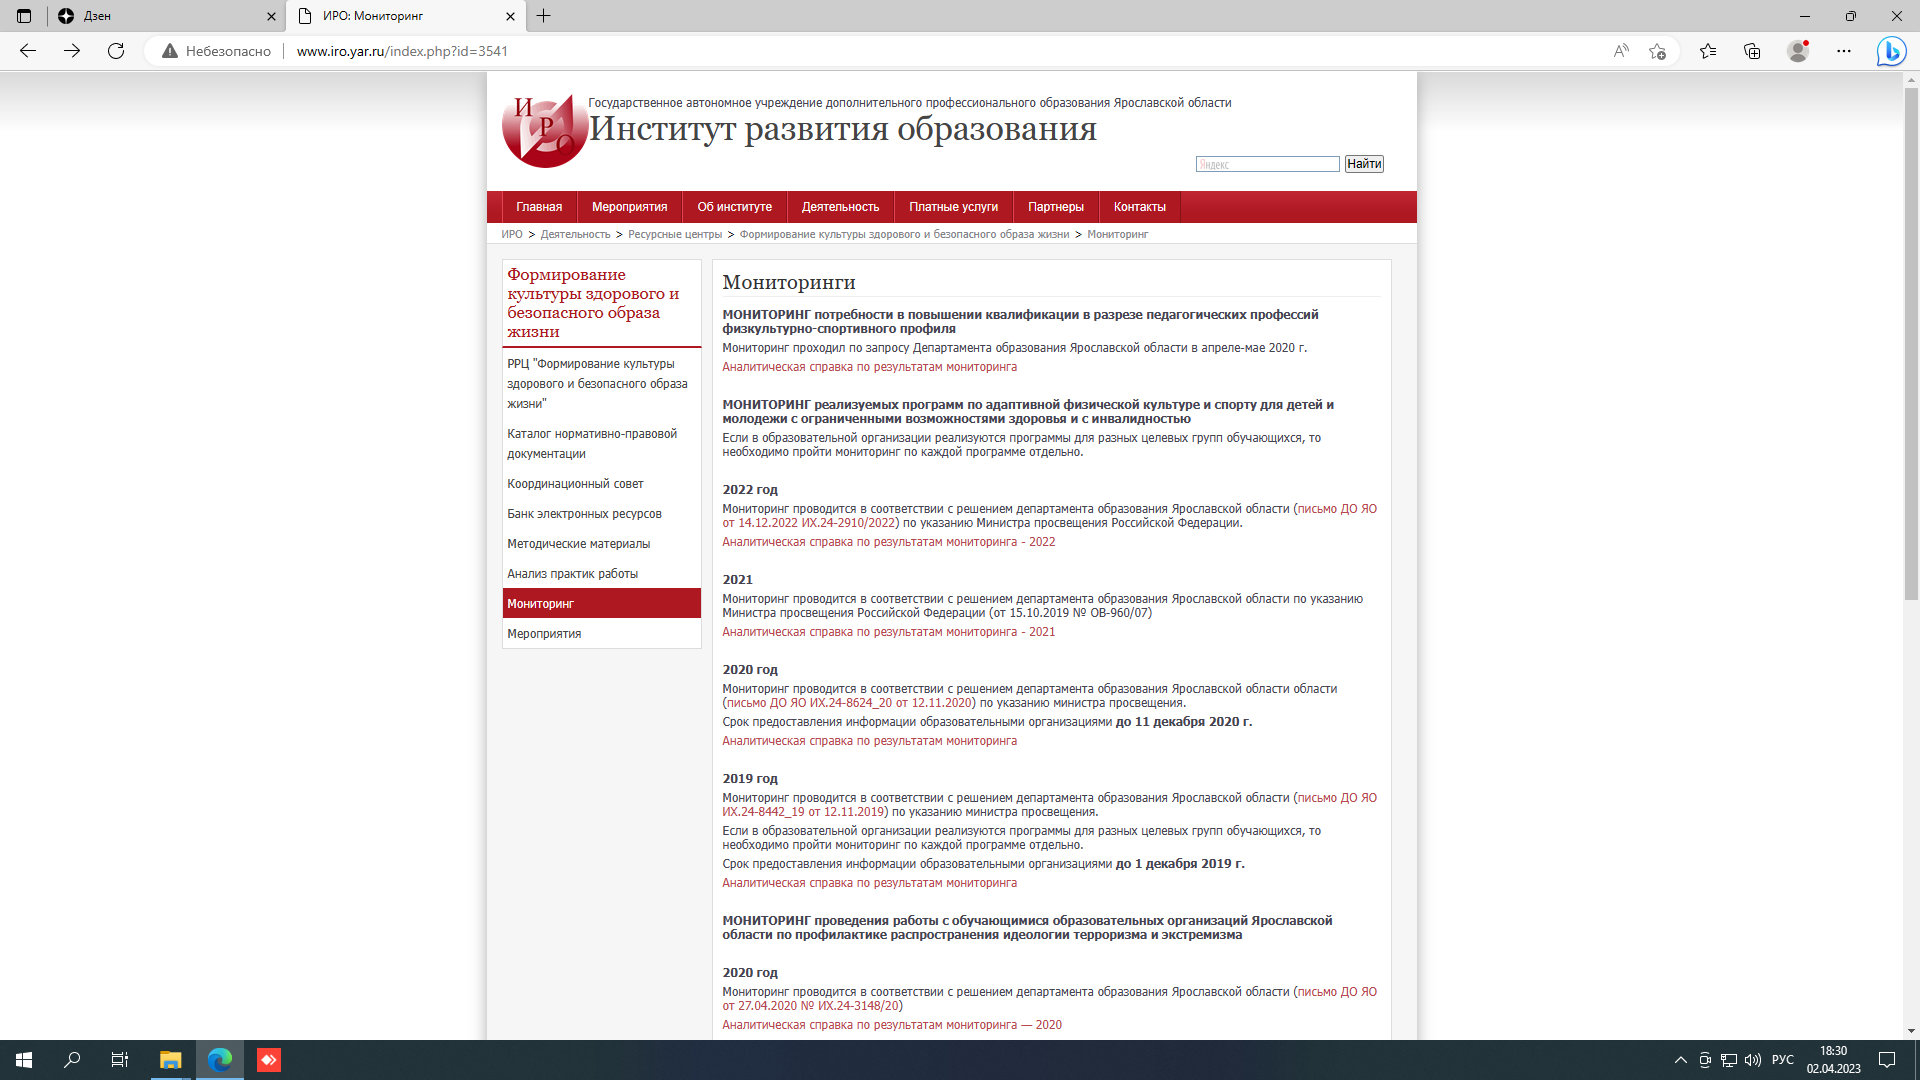 Дзен
ИРО: Мониторинг
Небезопасно
www.iro.yar.ru/index.php?id=3541
Государственное автономное учреждение дополнительного профессионального образования Ярославской области
ИРО
Институт развития образования
Яндекс
Найти
Главная
Мероприятия
Об институте
Деятельность
Платные услуги
Партнеры
Контакты
ИРО > Деятельность > Ресурсные центры > Формирование культуры здорового и безопасного образа жизни > Мониторинг
Формирование
культуры здорового и
безопасного образа
жизни
РРЦ "Формирование культуры
здорового и безопасного образа
жизни"
Каталог нормативно-правовой
документации
Координационный совет
Банк электронных ресурсов
Методические материалы
Анализ практик работы
Мониторинг
Мероприятия
Мониторинги
МОНИТОРИНГ потребности в повышении квалификации в разрезе педагогических профессий
физкультурно-спортивного профиля
Мониторинг проходил по запросу Департамента образования Ярославской области в апреле-мае 2020 г.
Аналитическая справка по результатам мониторинга
МОНИТОРИНГ реализуемых программ по адаптивной физической культуре и спорту для детей и
молодежи с ограниченными возможностями здоровья и с инвалидностью
Если в образовательной организации реализуются программы для разных целевых групп обучающихся, то
необходимо пройти мониторинг по каждой программе отдельно.
2022 год
Мониторинг проводится в соответствии с решением департамента образования Ярославской области (письмо ДО ЯО
от 14.12.2022 ИХ.24-2910/2022) по указанию Министра просвещения Российской Федерации.
Аналитическая справка по результатам мониторинга - 2022
2021
Мониторинг проводится в соответствии с решением департамента образования Ярославской области по указанию
Министра просвещения Российской Федерации (от 15.10.2019 № ОВ-960/07)
Аналитическая справка по результатам мониторинга - 2021
2020 год
Мониторинг проводится в соответствии с решением департамента образования Ярославской области области
(письмо ДО ЯО ИХ.24-8624_20 от 12.11.2020) по указанию министра просвещения.
Срок предоставления информации образовательными организациями до 11 декабря 2020 г.
Аналитическая справка по результатам мониторинга
2019 год
Мониторинг проводится в соответствии с решением департамента образования Ярославской области (письмо ДО ЯО
ИХ.24-8442_19 от 12.11.2019) по указанию министра просвещения.
Если в образовательной организации реализуются программы для разных целевых групп обучающихся, то
необходимо пройти мониторинг по каждой программе отдельно.
Срок предоставления информации образовательными организациями до 1 декабря 2019 г.
Аналитическая справка по результатам мониторинга
МОНИТОРИНГ проведения работы с обучающимися образовательных организаций Ярославской
области по профилактике распространения идеологии терроризма и экстремизма
2020 год
Мониторинг проводится в соответствии с решением департамента образования Ярославской области (письмо ДО ЯО
от 27.04.2020 № ИХ.24-3148/20)
Аналитическая справка по результатам мониторинга — 2020
РУС
18:30
02.04.2023